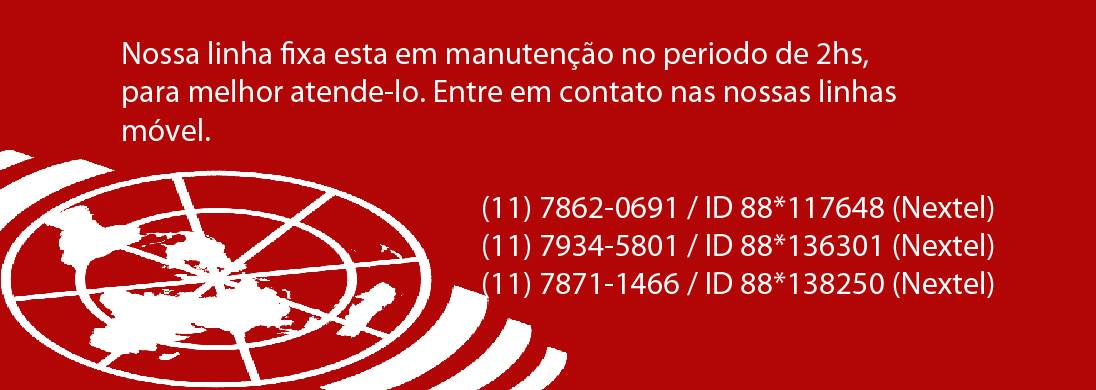 Nossa linha fixa esta em manutenção no periodo de 2hs,
para melhor atende-lo. Entre em contato nas nossas linhas
móvel.
(11) 7862-0691 / ID 88*117648 (Nextel)
(11) 7934-5801 / ID 88*136301 (Nextel)
(11) 7871-1466 / ID 88*138250 (Nextel)